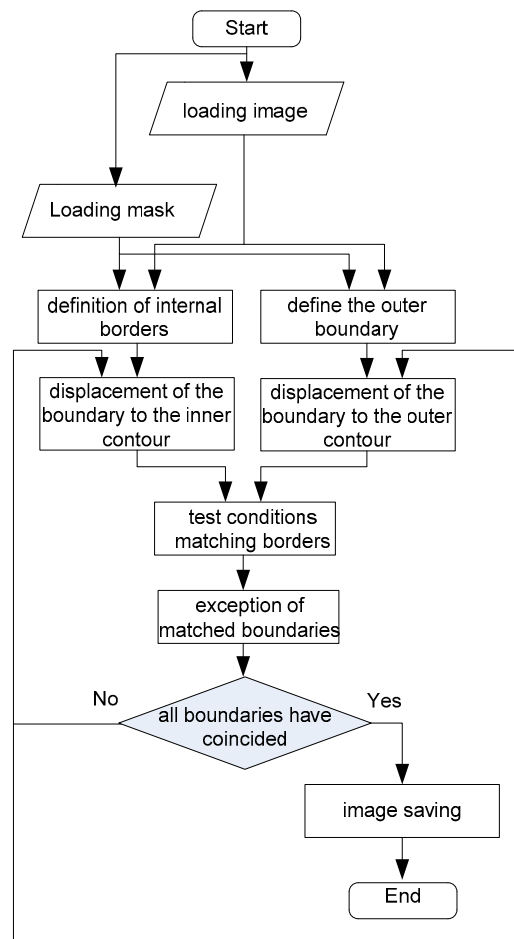 Start
loading image
Loading mask
definition of internal
borders
define the outer
boundary
displacement of the
boundary to the inner
contour
displacement of the
boundary to the outer
contour
test conditions
matching borders
exception of
matched boundaries
No
Yes
all boundaries have
coincided
image saving
End